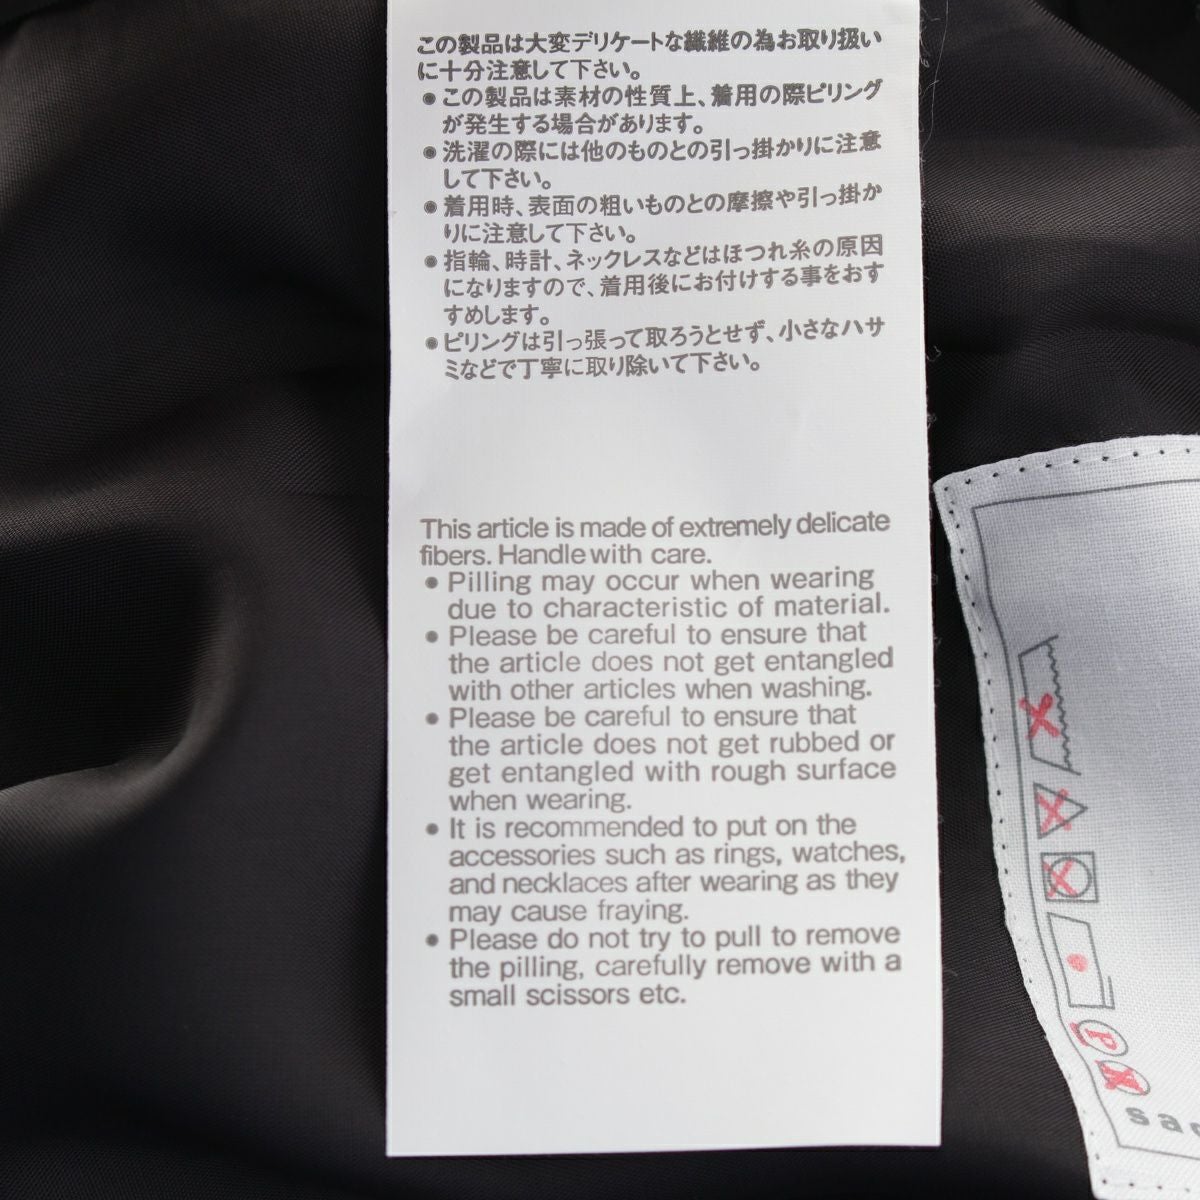 この製品は大変デリケートな繊維の為お取り扱い
に十分注意して下さい。
●この製品は素材の性質上、着用の際ピリング
が発生する場合があります。
●洗濯の際には他のものとの引っ掛かりに注意
して下さい。
●着用時、表面の粗いものとの摩擦や引っ掛か
りに注意して下さい。
●指輪、時計、ネックレスなどはほつれ糸の原因
になりますので、着用後にお付けする事をおす
すめします。
●ピリングは引っ張って取ろうとせず、小さなハサ
ミなどで丁寧に取り除いて下さい。
This article is made of extremely delicate
fibers. Handle with care.
● Pilling may occur when wearing
due to characteristic of material.
● Please be careful to ensure that
the article does not get entangled
with other articles when washing.
● Please be careful to ensure that
the article does not get rubbed or
get entangled with rough surface
when wearing.
● It is recommended to put on the
accessories such as rings, watches,
and necklaces after wearing as they
may cause fraying.
● Please do not try to pull to remove
the pilling, carefully remove with a
small scissors etc.
P